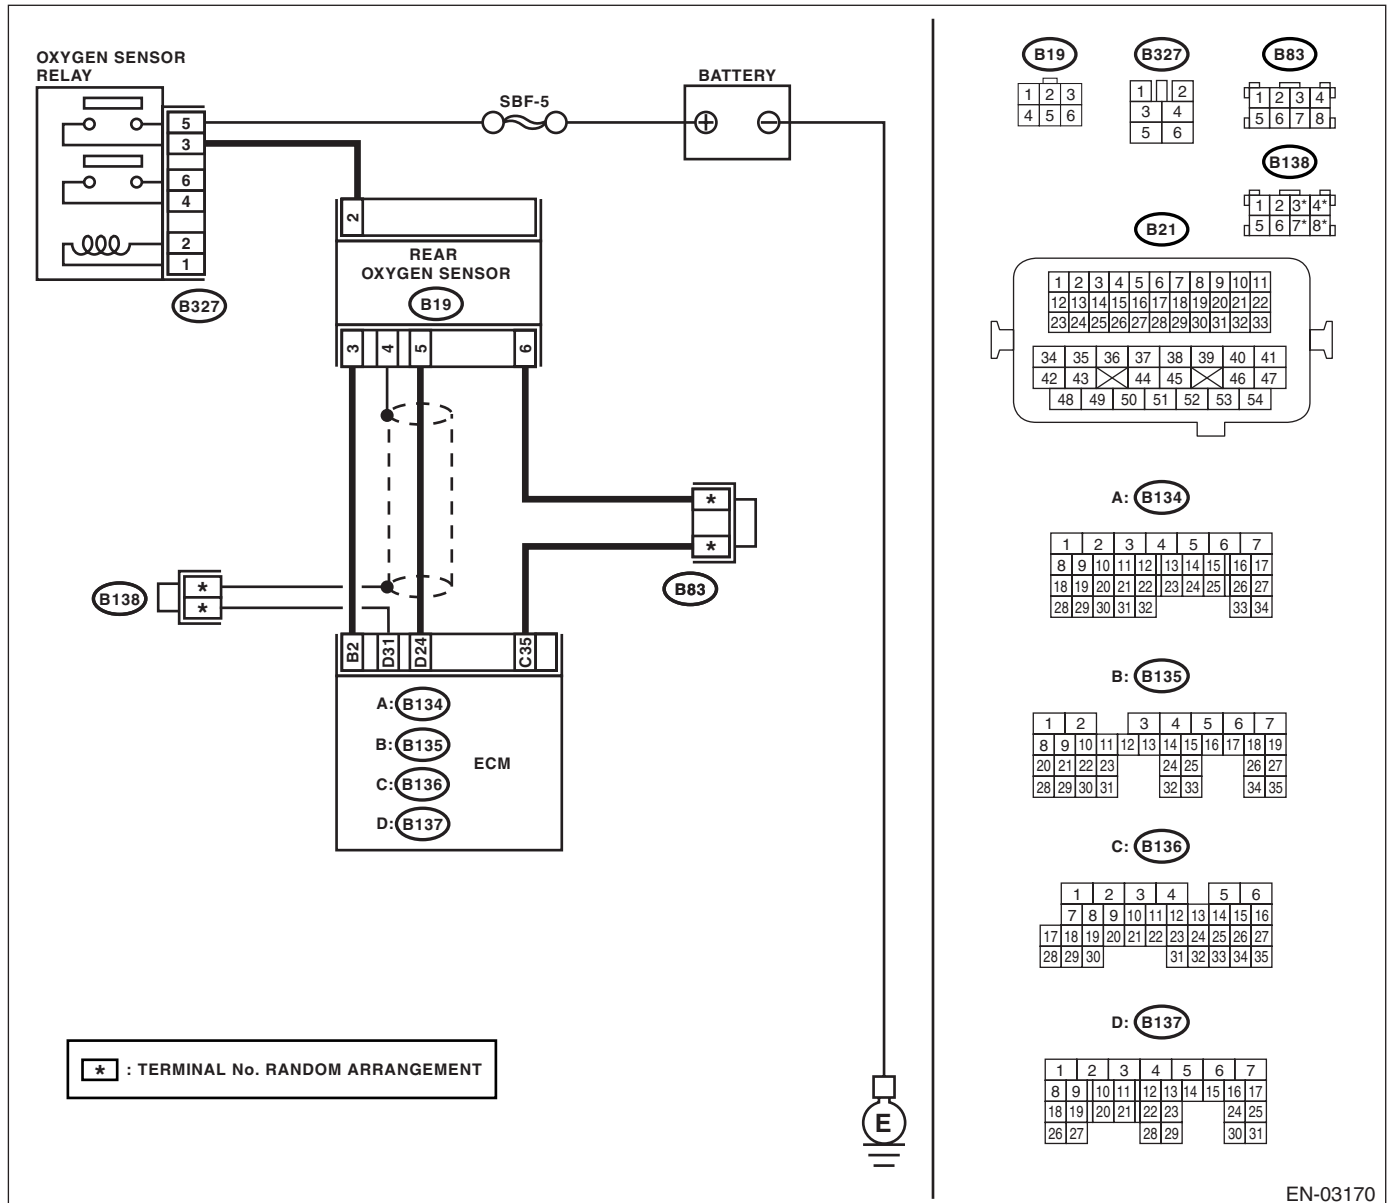 OXYGEN SENSOR
RELAY
5
3
6
4
2
1
B327
SBF-5
BATTERY
+ −
2
REAR
OXYGEN SENSOR
B19
3 4 5 6
*
*
B83
B138
*
*
B2 D31 D24 C35
A: B134
B: B135
C: B136
D: B137
ECM
* : TERMINAL No. RANDOM ARRANGEMENT
E
B19
1 2 3
4 5 6
B327
1 2
3 4
5 6
B83
1 2 3 4
5 6 7 8
B138
1 2 3* 4*
5 6 7* 8*
B21
1 2 3 4 5 6 7 8 9 10 11
12 13 14 15 16 17 18 19 20 21 22
23 24 25 26 27 28 29 30 31 32 33
34 35 36 37 38 39 40 41
42 43 44 45 46 47
48 49 50 51 52 53 54
A: B134
1 2 3 4 5 6 7
8 9 10 11 12 13 14 15 16 17
18 19 20 21 22 23 24 25 26 27
28 29 30 31 32 33 34
B: B135
1 2 3 4 5 6 7
8 9 10 11 12 13 14 15 16 17 18 19
20 21 22 23 24 25 26 27
28 29 30 31 32 33 34 35
C: B136
1 2 3 4 5 6
7 8 9 10 11 12 13 14 15 16
17 18 19 20 21 22 23 24 25 26 27
28 29 30 31 32 33 34 35
D: B137
1 2 3 4 5 6 7
8 9 10 11 12 13 14 15 16 17
18 19 20 21 22 23 24 25
26 27 28 29 30 31
EN-03170